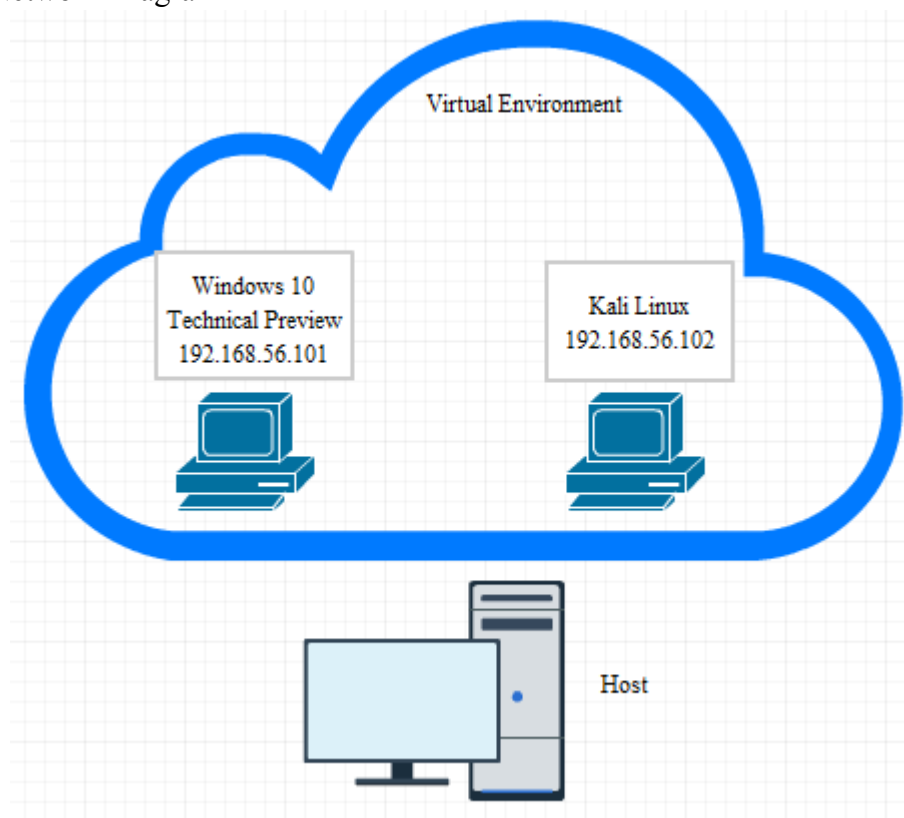 Virtual Environment
Windows 10
Technical Preview
192.168.56.101
Kali Linux
192.168.56.102
Host